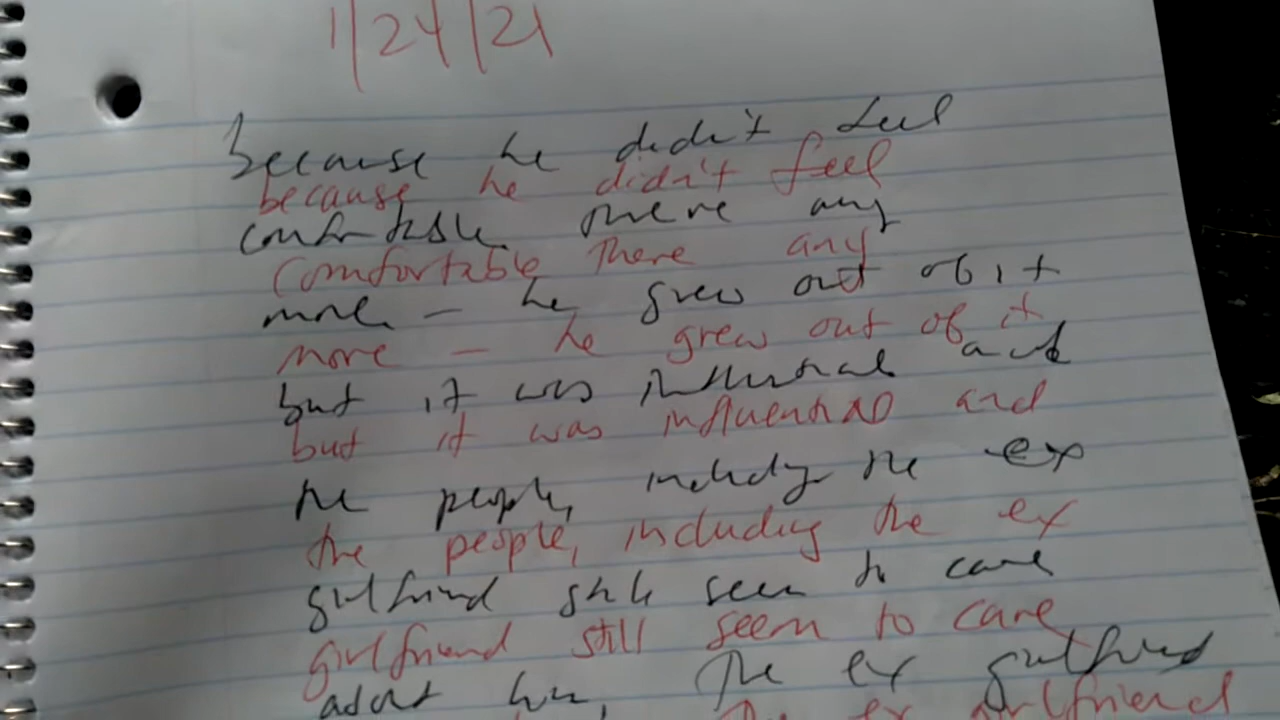 1/24/21
because he didn't feel
because he didn't feel
comfortable there any
comfortable there any
more – he grew out of it
more – he grew out of it
but it was influential and
but it was influential and
the people, including the ex
the people, including the ex
girlfriend still seem to care
girlfriend still seem to care
about him, The ex girlfriend
The ex girlfriend